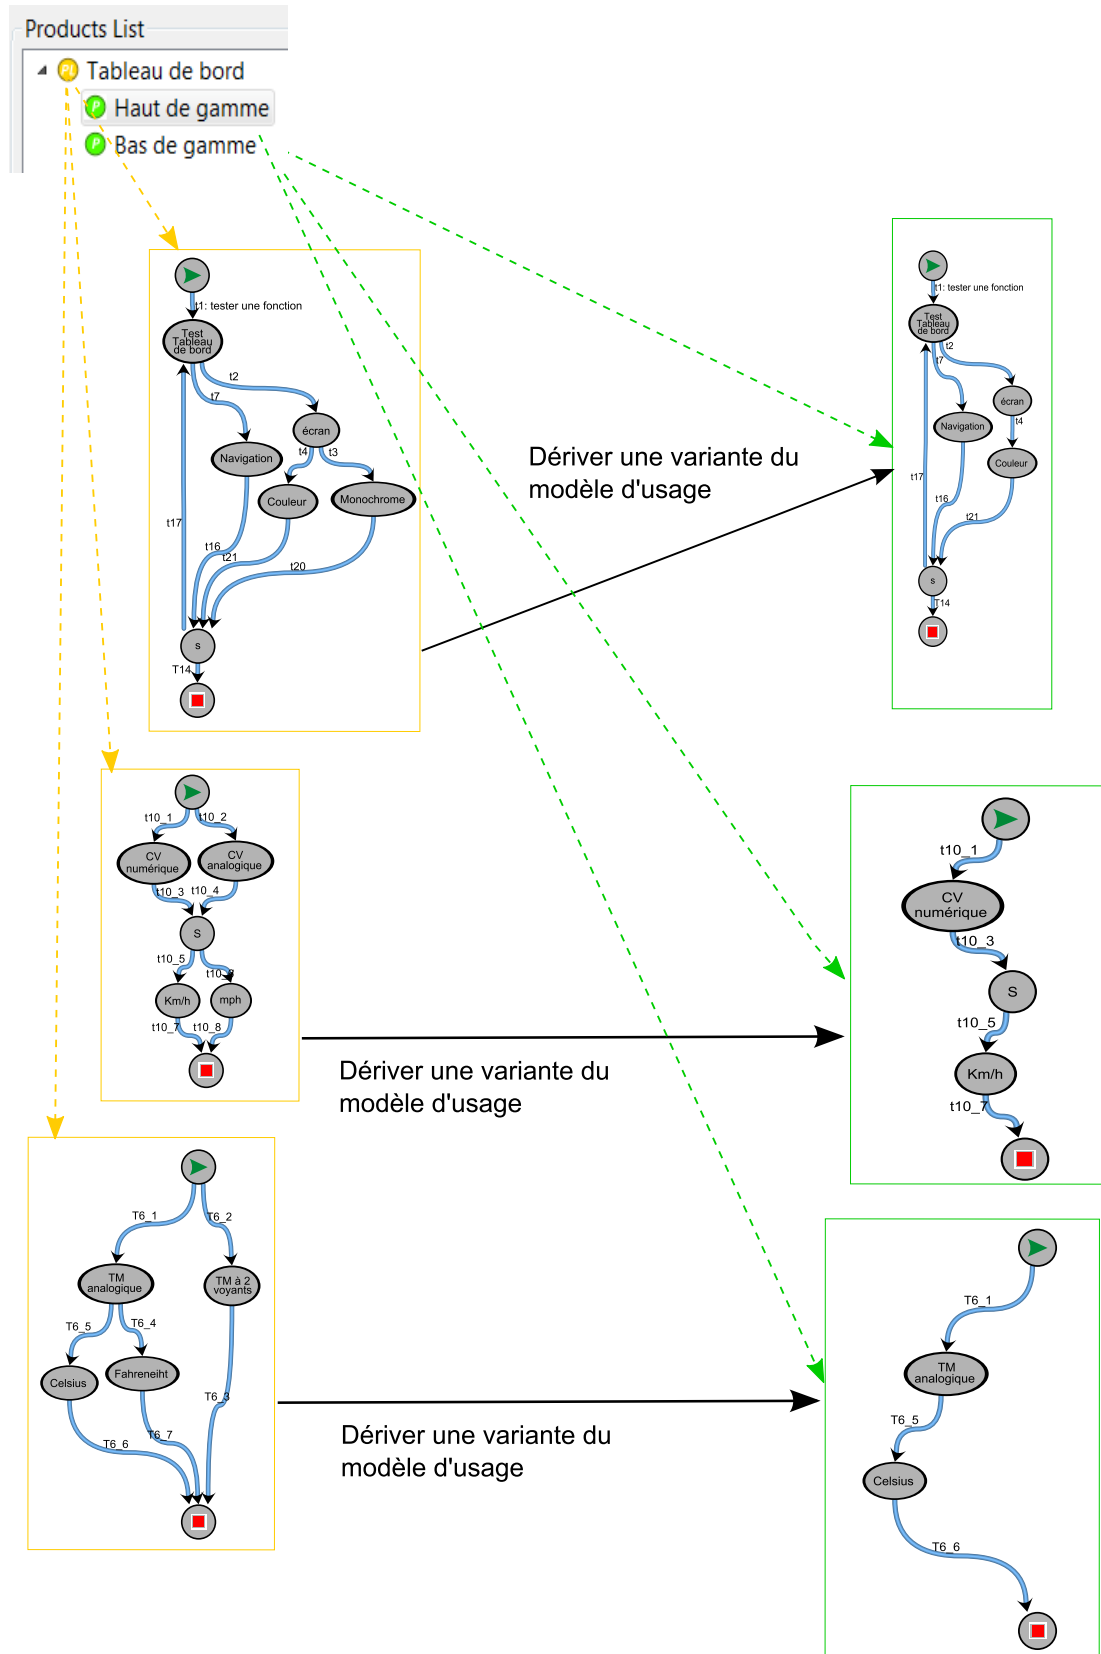 Products List
PL Tableau de bord
P Haut de gamme
P Bas de gamme
t1: tester une fonction
Test
Tableau
de bord
t2
t7
écran
t4
t3
Navigation
Couleur
Monochrome
t17
t16
t21
t20
s
T14
t1: tester une fonction
Test
Tableau
de bord
t2
t7
écran
t4
Navigation
Couleur
t17
t16
t21
s
T14
Dériver une variante du
modèle d'usage
t10_1
t10_2
CV
numérique
CV
analogique
t10_3
t10_4
S
t10_5
Km/h
mph
t10_7
t10_8
t10_1
CV
numérique
t10_3
S
t10_5
Km/h
t10_7
Dériver une variante du
modèle d'usage
T6_1
T6_2
TM
analogique
TM à 2
voyants
T6_5
T6_4
Celsius
Fahreneiht
T6_3
T6_6
T6_7
T6_1
TM
analogique
T6_5
Celsius
T6_6
Dériver une variante du
modèle d'usage